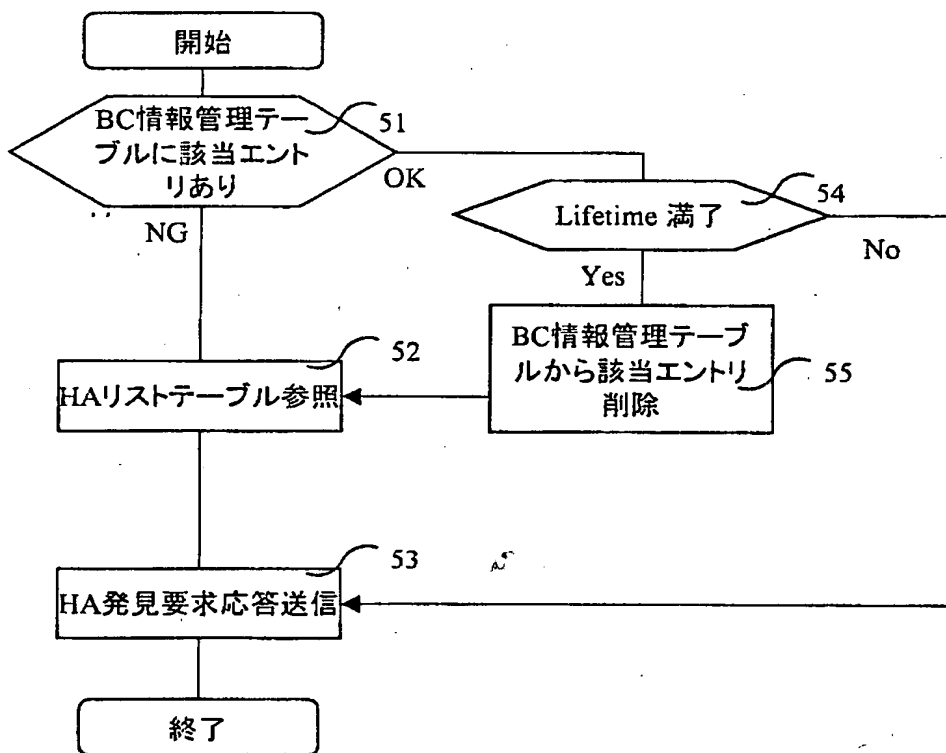 開始
BC情報管理テー
ブルに該当エント
リあり
51
OK
NG
Lifetime 満了
54
No
Yes
BC情報管理テーブ
ルから該当エントリ
削除
55
52
HAリストテーブル参照
53
HA発見要求応答送信
終了